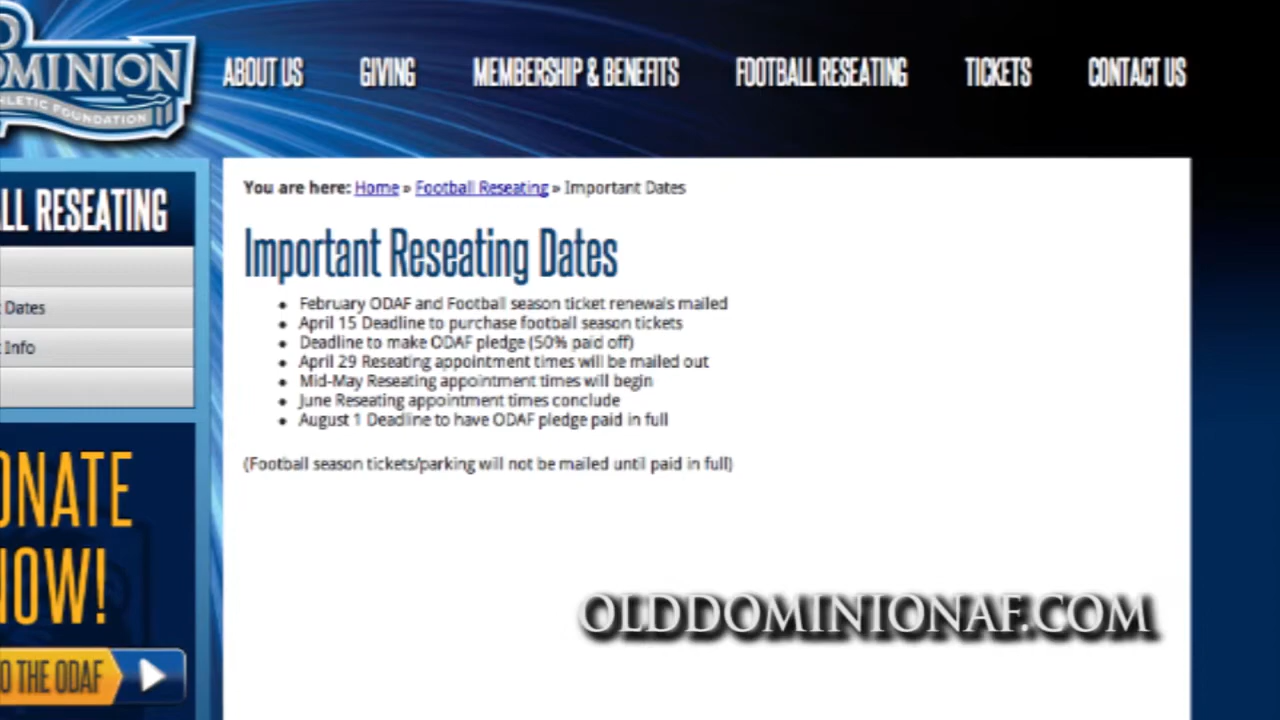 OMINION
HLETIC FOUNDATION
ABOUT US
GIVING
MEMBERSHIP & BENEFITS
FOOTBALL RESEATING
TICKETS
CONTACT US
LL RESEATING
Dates
Info
You are here: Home » Football Reseating » Important Dates
Important Reseating Dates
• February ODAF and Football season ticket renewals mailed
• April 15 Deadline to purchase football season tickets
• Deadline to make ODAF pledge (50% paid off)
• April 29 Reseating appointment times will be mailed out
• Mid-May Reseating appointment times will begin
• June Reseating appointment times conclude
• August 1 Deadline to have ODAF pledge paid in full
(Football season tickets/parking will not be mailed until paid in full)
ONATE
NOW!
O THE ODAF
OLDDOMINIONAF.COM